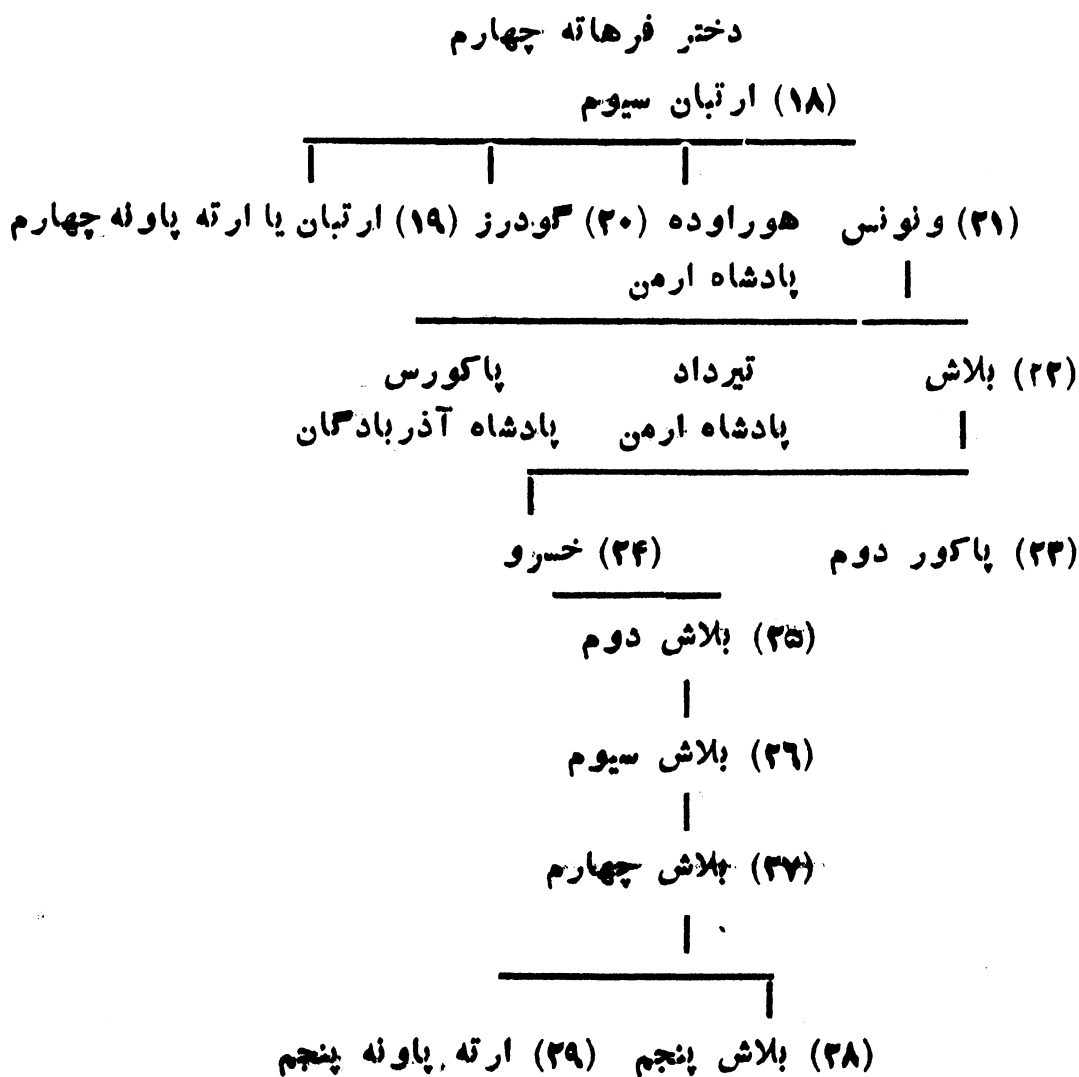 دختر فرهاته چهارم
(۱۸) ارتبان سیوم
(۲۱) ونونس هوراوده (۲۰) گودرز (۱۹) ارتبان یا ارته پاونه چهارم
پادشاه ارمن
(۲۲) بلاش تیرداد پاکورس
پادشاه ارمن پادشاه آذربادگان
(۲۳) پاکور دوم (۲۴) خسرو
(۲۵) بلاش دوم
(۲۶) بلاش سیوم
(۲۷) بلاش چهارم
(۲۸) بلاش پنجم (۲۹) ارته پاونه پنجم